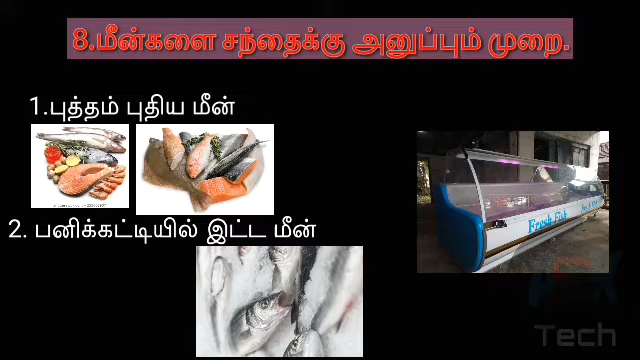 8.மீன்களை சந்தைக்கு அனுப்பும் முறை.
1.புத்தம் புதிய மீன்
2. பனிக்கட்டியில் இட்ட மீன்
Fresh Fish
Tech